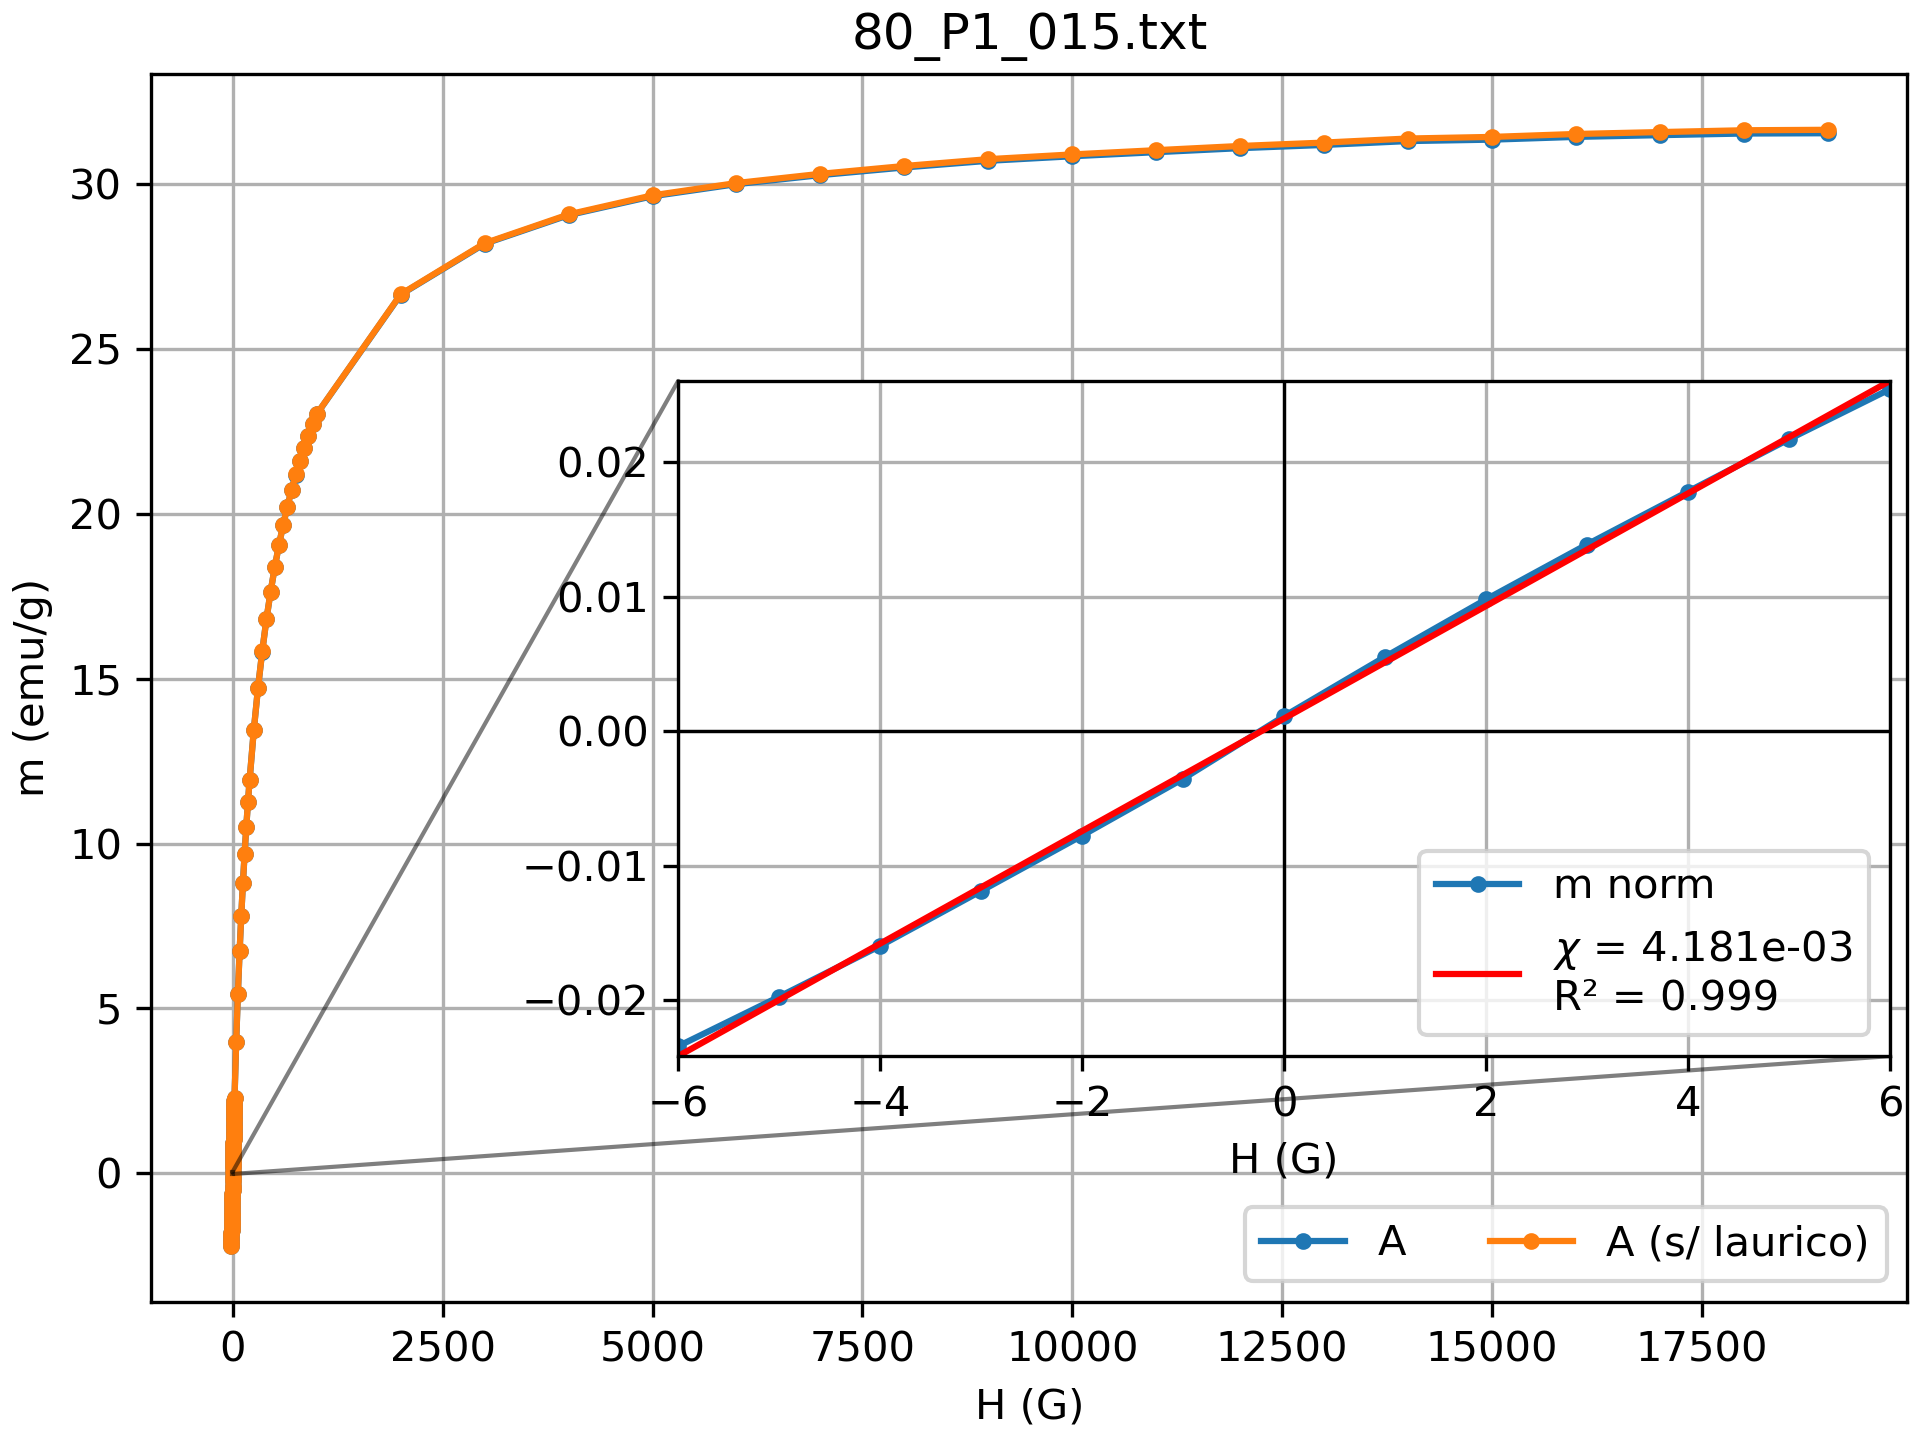 80_P1_015.txt
m (emu/g)
30
25
20
15
10
5
0
0.02
0.01
0.00
−0.01
−0.02
m norm
χ = 4.181e-03
R² = 0.999
−6 −4 −2 0 2 4 6
H (G)
A A (s/ laurico)
0 2500 5000 7500 10000 12500 15000 17500
H (G)